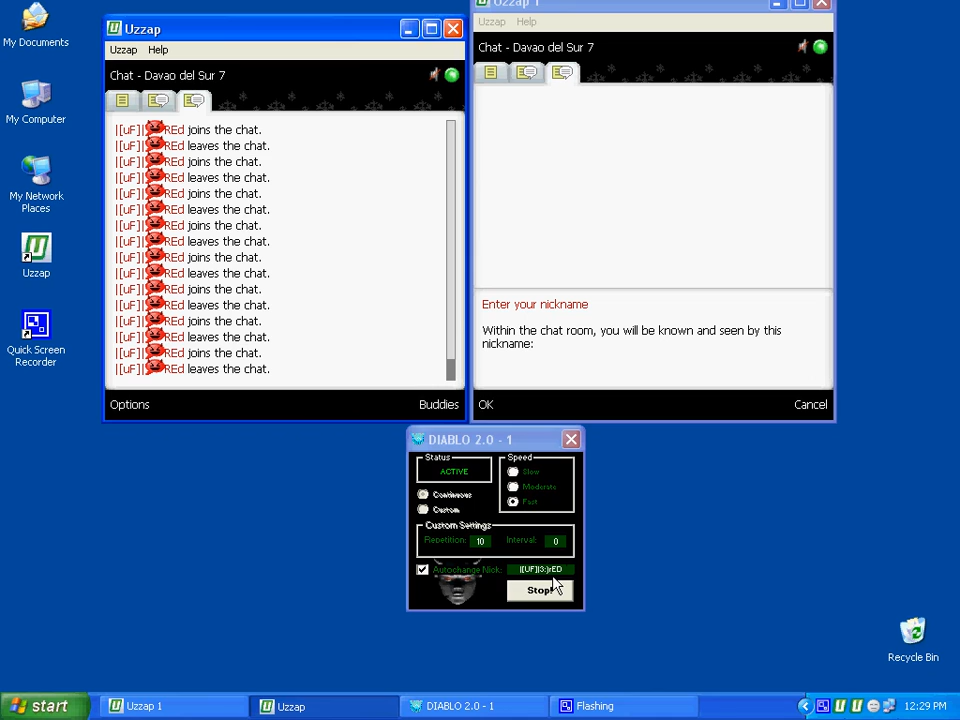 My Documents
My Computer
My Network
Places
Uzzap
Quick Screen
Recorder
Uzzap
Uzzap Help
Chat - Davao del Sur 7
|[uF]|REd joins the chat.
|[uF]|REd leaves the chat.
|[uF]|REd joins the chat.
|[uF]|REd leaves the chat.
|[uF]|REd joins the chat.
|[uF]|REd leaves the chat.
|[uF]|REd joins the chat.
|[uF]|REd leaves the chat.
|[uF]|REd joins the chat.
|[uF]|REd leaves the chat.
|[uF]|REd joins the chat.
|[uF]|REd leaves the chat.
|[uF]|REd joins the chat.
|[uF]|REd leaves the chat.
|[uF]|REd joins the chat.
|[uF]|REd leaves the chat.
Options Buddies
Uzzap 1
Uzzap Help
Chat - Davao del Sur 7
Enter your nickname
Within the chat room, you will be known and seen by this
nickname:
OK Cancel
DIABLO 2.0 - 1
Status
ACTIVE
Speed
Slow
Moderate
Fast
Continuous
Custom
Custom Settings
Repetition: 10 Interval: 0
Autochange Nick: |[UF]|3:)rED
Stop!
Recycle Bin
start Uzzap 1 Uzzap DIABLO 2.0 - 1 Flashing 12:29 PM